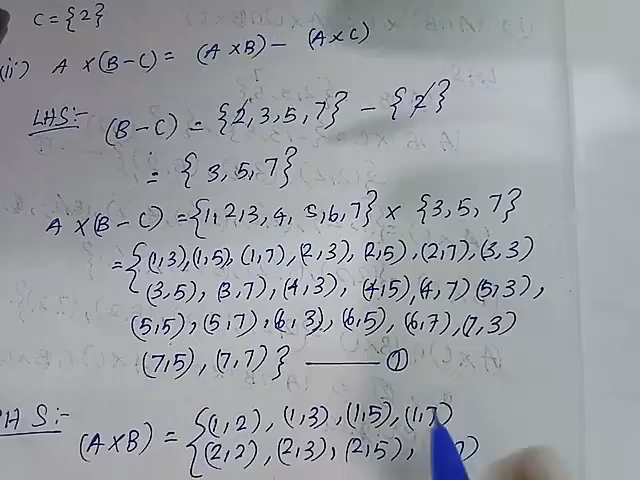 C = {2}
(ii) A × (B – C) = (A × B) – (A × C)
LHS:- (B – C) = {2, 3, 5, 7} – {2}
= {3, 5, 7}
A × (B – C) = {1, 2, 3, 4, 5, 6, 7} × {3, 5, 7}
= {(1,3), (1,5), (1,7), (2,3), (2,5), (2,7), (3,3)
(3,5), (3,7), (4,3), (4,5), (4,7) (5,3),
(5,5), (5,7), (6,3), (6,5), (6,7), (7,3)
(7,5), (7,7)} —— ①
HS:-
(A×B) = {(1,2), (1,3), (1,5), (1,7)
(2,2), (2,3), (2,5), 7)